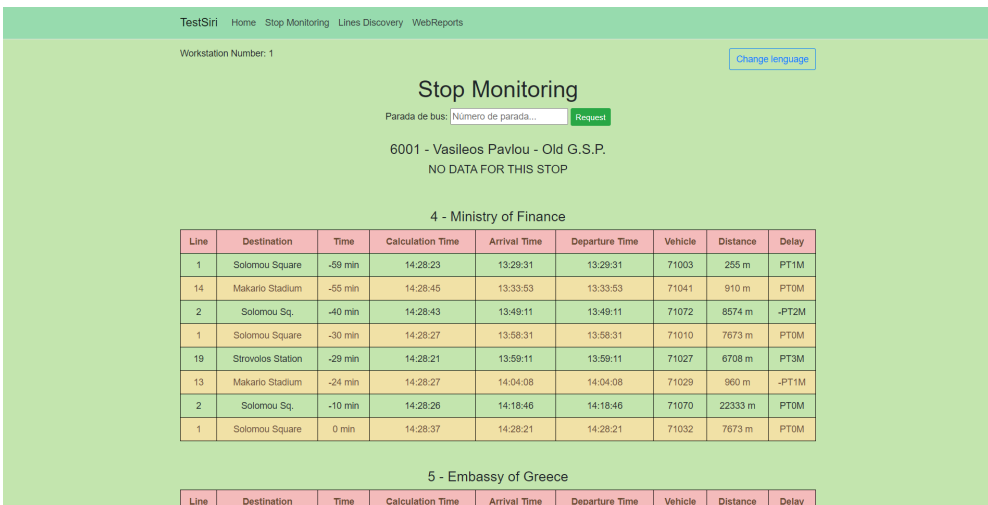 TestSiri Home Stop Monitoring Lines Discovery WebReports
Workstation Number: 1
Change lenguage
Stop Monitoring
Parada de bus: Número de parada... Request
6001 - Vasileos Pavlou - Old G.S.P.
NO DATA FOR THIS STOP
4 - Ministry of Finance
Line Destination Time Calculation Time Arrival Time Departure Time Vehicle Distance Delay
1 Solomou Square -59 min 14:28:23 13:29:31 13:29:31 71003 255 m PT1M
14 Makario Stadium -55 min 14:28:45 13:33:53 13:33:53 71041 910 m PT0M
2 Solomou Sq. -40 min 14:28:43 13:49:11 13:49:11 71072 8574 m -PT2M
1 Solomou Square -30 min 14:28:27 13:58:31 13:58:31 71010 7673 m PT0M
19 Strovolos Station -29 min 14:28:21 13:59:11 13:59:11 71027 6708 m PT3M
13 Makario Stadium -24 min 14:28:27 14:04:08 14:04:08 71029 960 m -PT1M
2 Solomou Sq. -10 min 14:28:26 14:18:46 14:18:46 71070 22333 m PT0M
1 Solomou Square 0 min 14:28:37 14:28:21 14:28:21 71032 7673 m PT0M
5 - Embassy of Greece
Line Destination Time Calculation Time Arrival Time Departure Time Vehicle Distance Delay